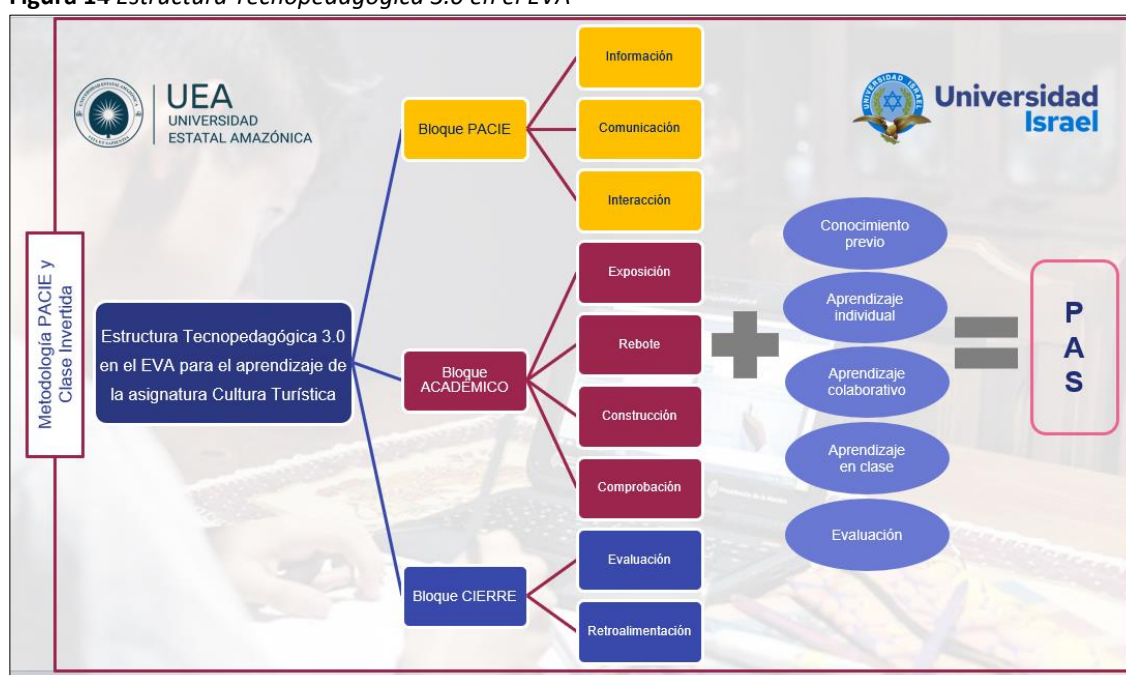 Figura 14 Estructura Tecnopedagógica 3.0 en el EVA
UEA
UNIVERSIDAD
ESTATAL AMAZÓNICA
Universidad
Israel
Metodología PACIE y
Clase Invertida
Estructura Tecnopedagógica 3.0
en el EVA para el aprendizaje de
la asignatura Cultura Turística
Bloque PACIE
Información
Comunicación
Interacción
Bloque
ACADÉMICO
Exposición
Rebote
Construcción
Comprobación
Bloque CIERRE
Evaluación
Retroalimentación
Conocimiento
previo
Aprendizaje
individual
Aprendizaje
colaborativo
Aprendizaje
en clase
Evaluación
P
A
S